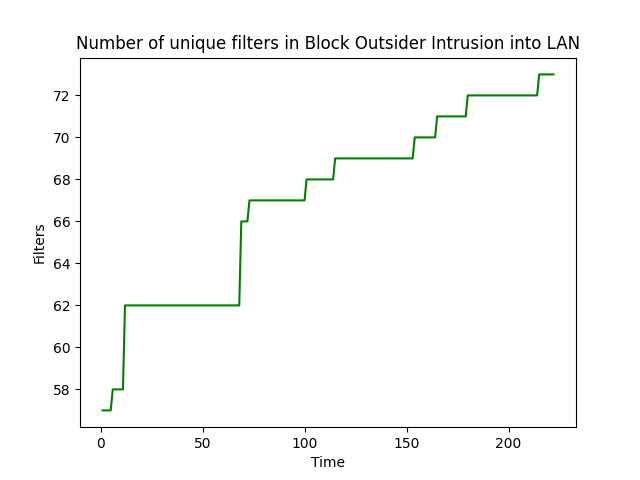 Number of unique filters in Block Outsider Intrusion into LAN
72
70
68
66
64
62
60
58
Filters
0 50 100 150 200
Time